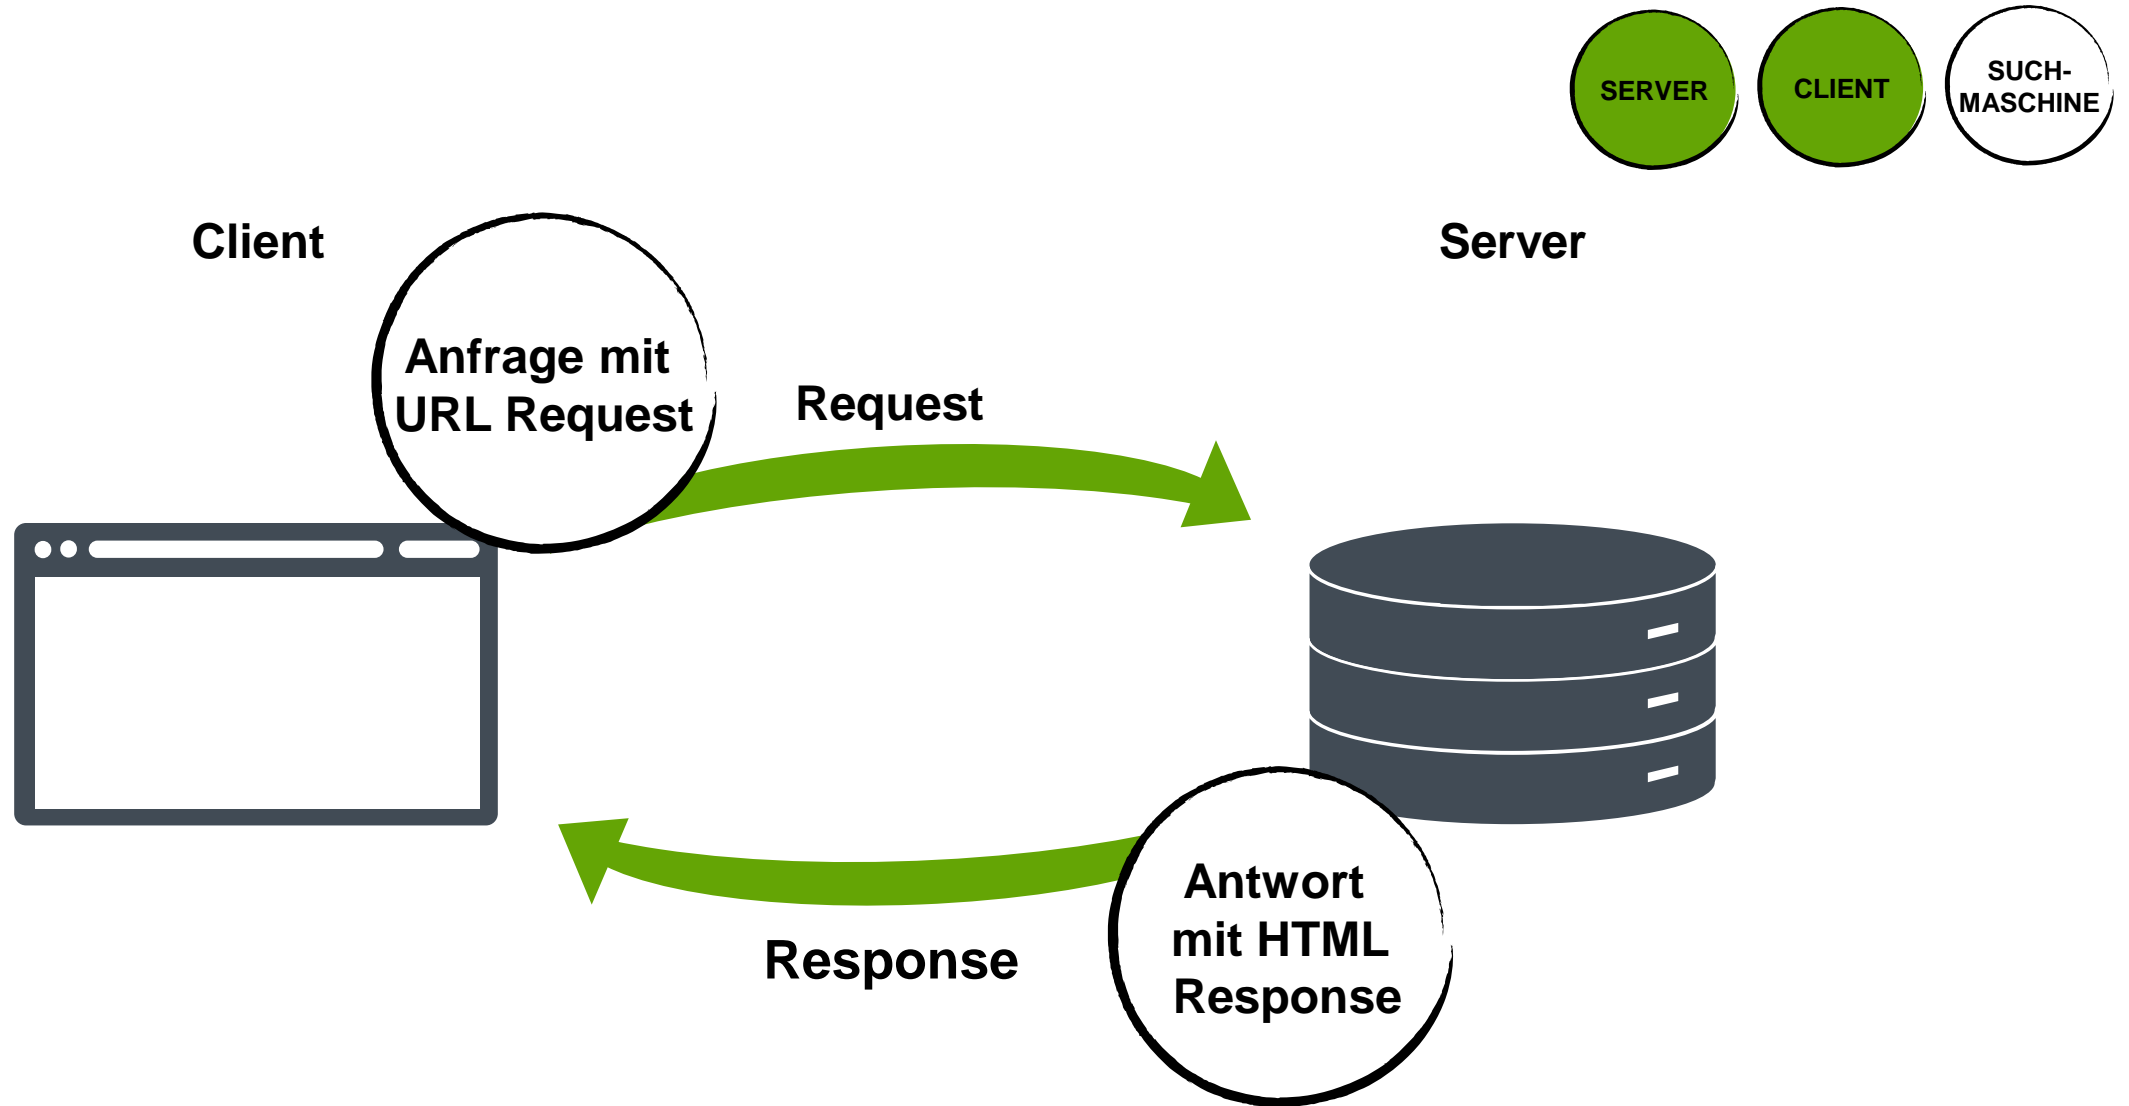 SERVER
CLIENT
SUCH-
MASCHINE
Client
Server
Anfrage mit
URL Request
Request
Antwort
mit HTML
Response
Response